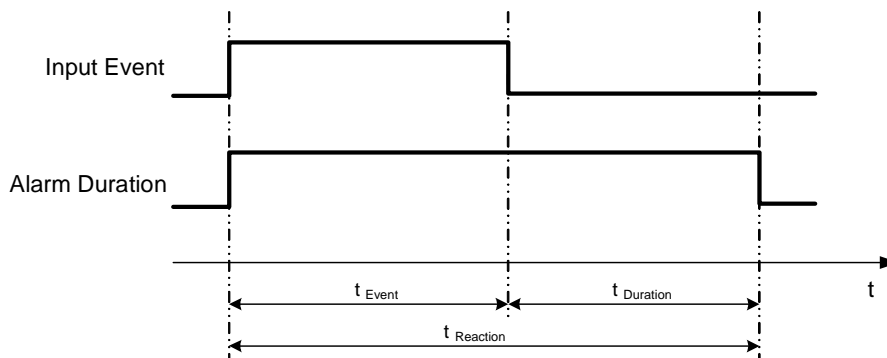 Input Event
Alarm Duration
t
t Event
t Duration
t Reaction